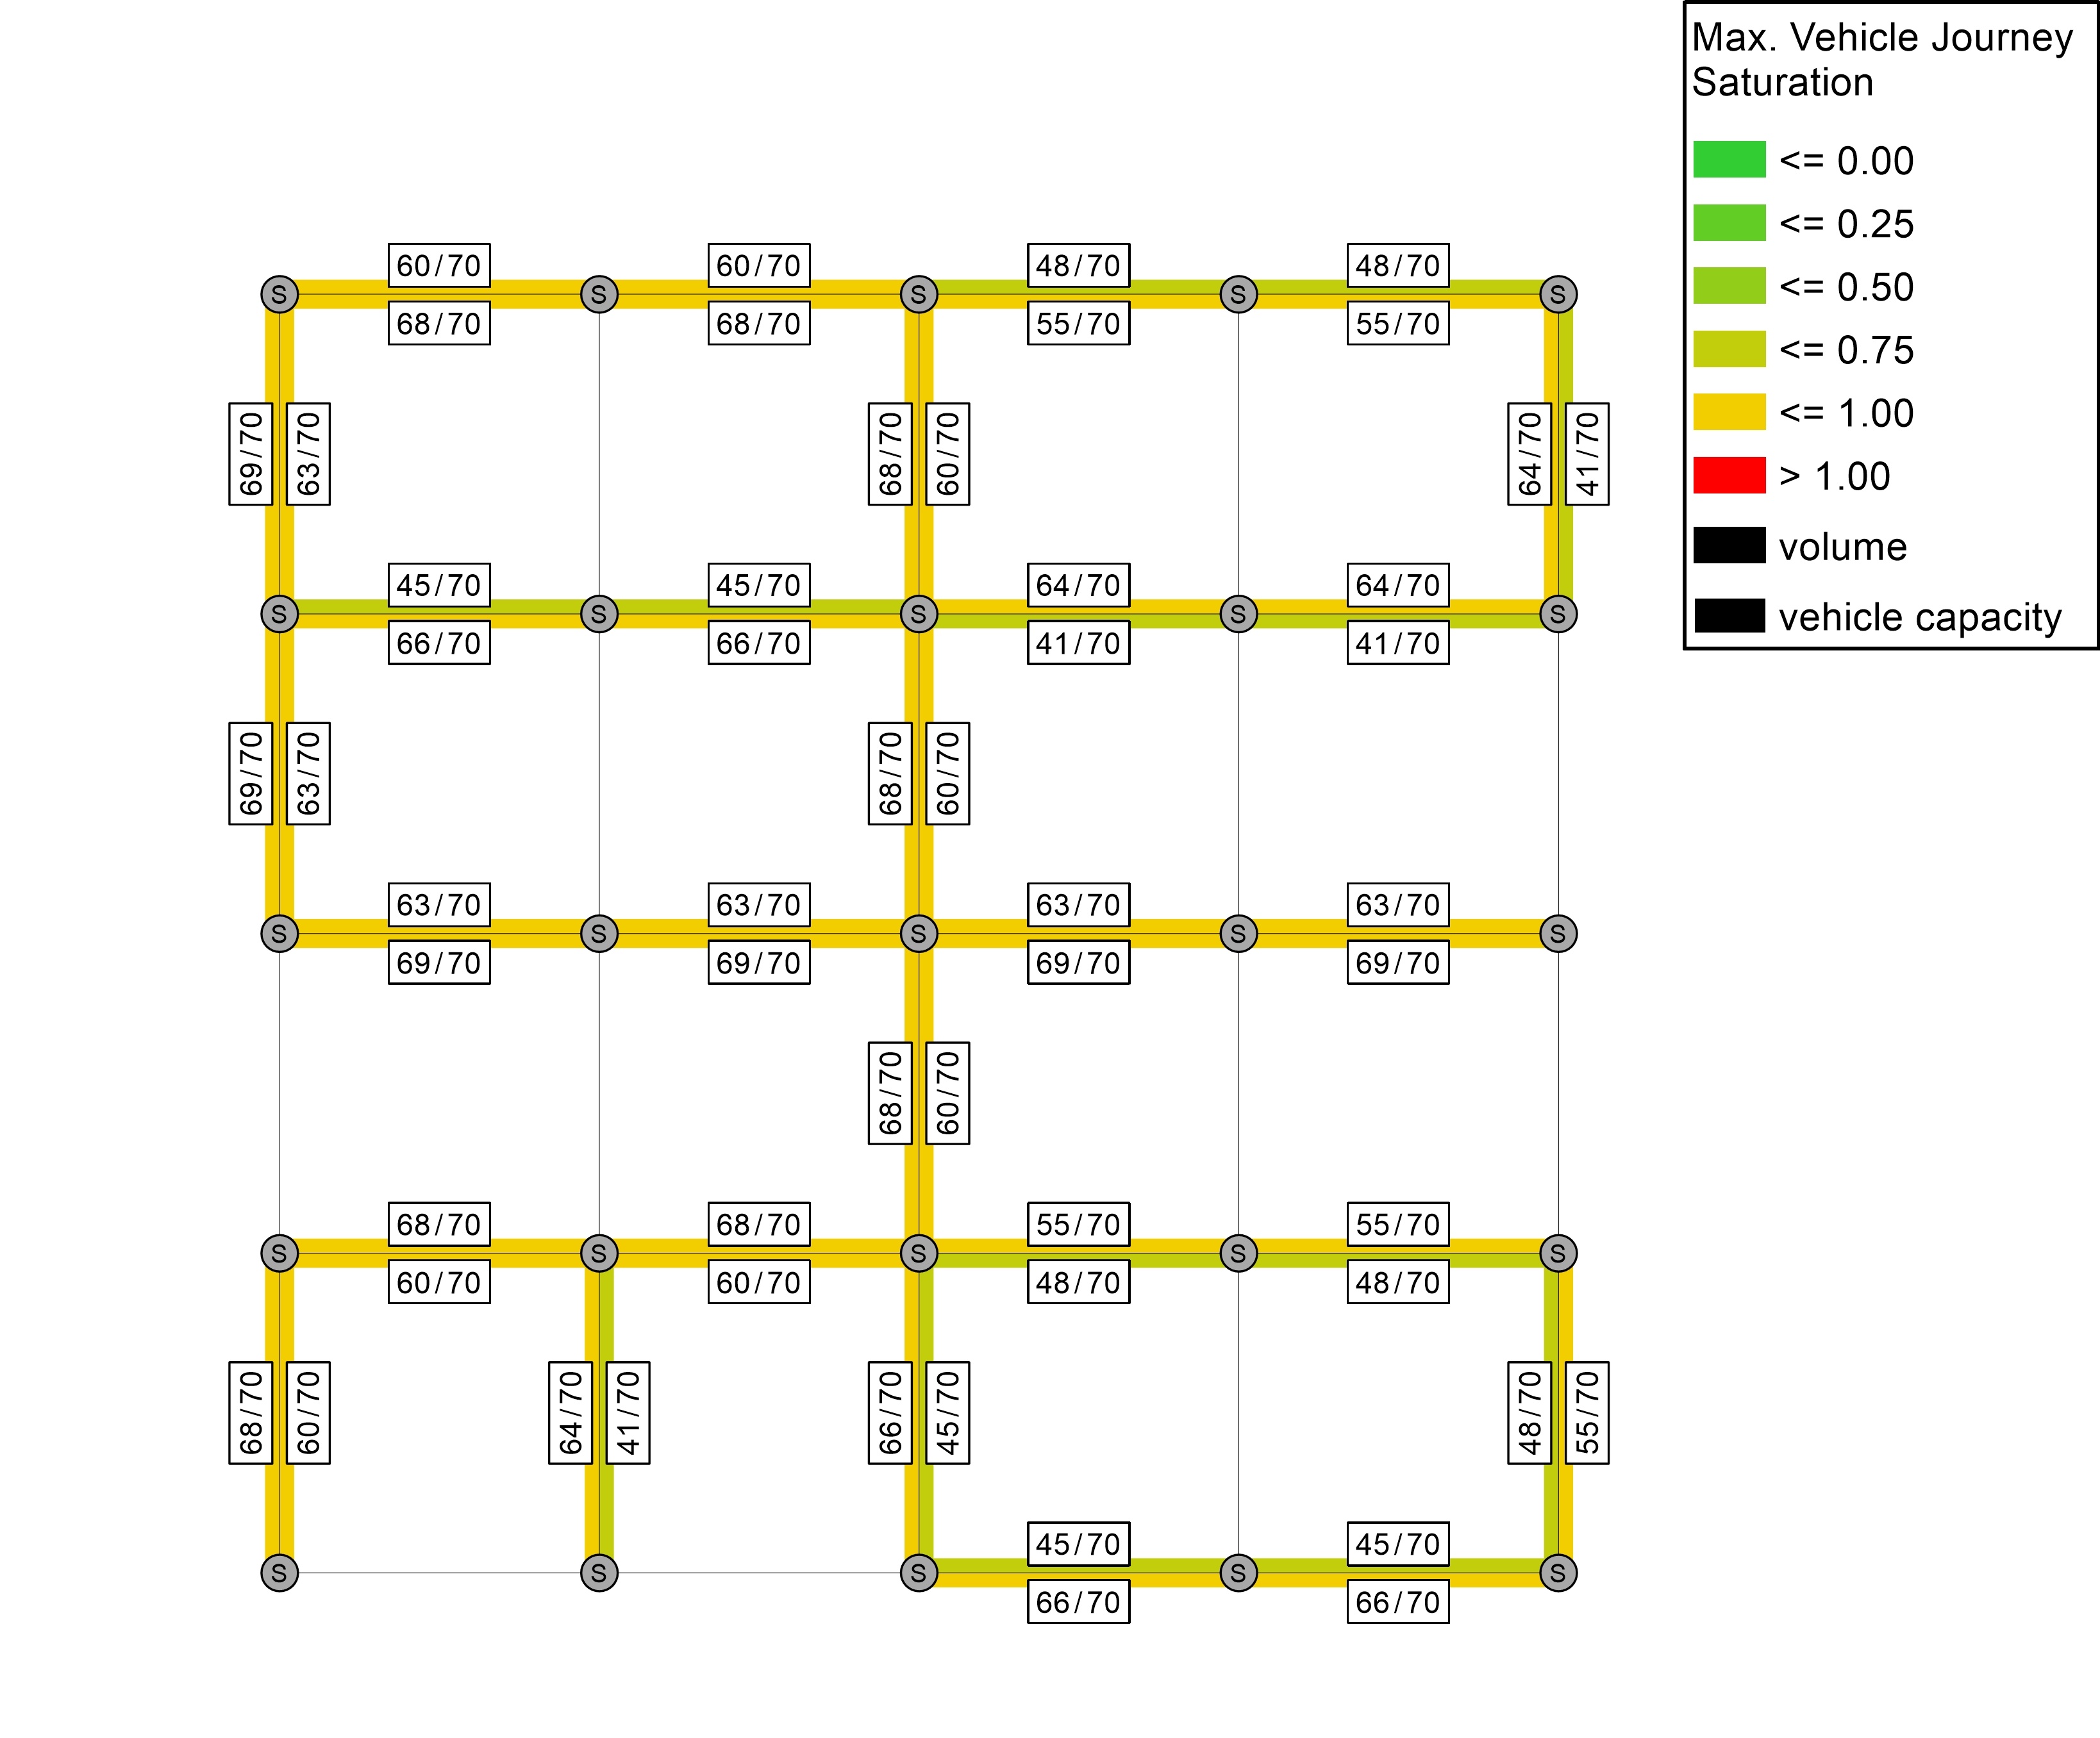 Max. Vehicle Journey
Saturation
<= 0.00
<= 0.25
<= 0.50
<= 0.75
<= 1.00
> 1.00
volume
vehicle capacity
60/70 60/70 48/70 48/70
S S S S S
68/70 68/70 55/70 55/70
69/70 63/70 68/70 60/70 64/70 41/70
45/70 45/70 64/70 64/70
S S S S S
66/70 66/70 41/70 41/70
69/70 63/70 68/70 60/70
63/70 63/70 63/70 63/70
S S S S S
69/70 69/70 69/70 69/70
68/70 60/70
68/70 68/70 55/70 55/70
S S S S S
60/70 60/70 48/70 48/70
68/70 60/70 64/70 41/70 66/70 45/70 48/70 55/70
45/70 45/70
S S S S S
66/70 66/70